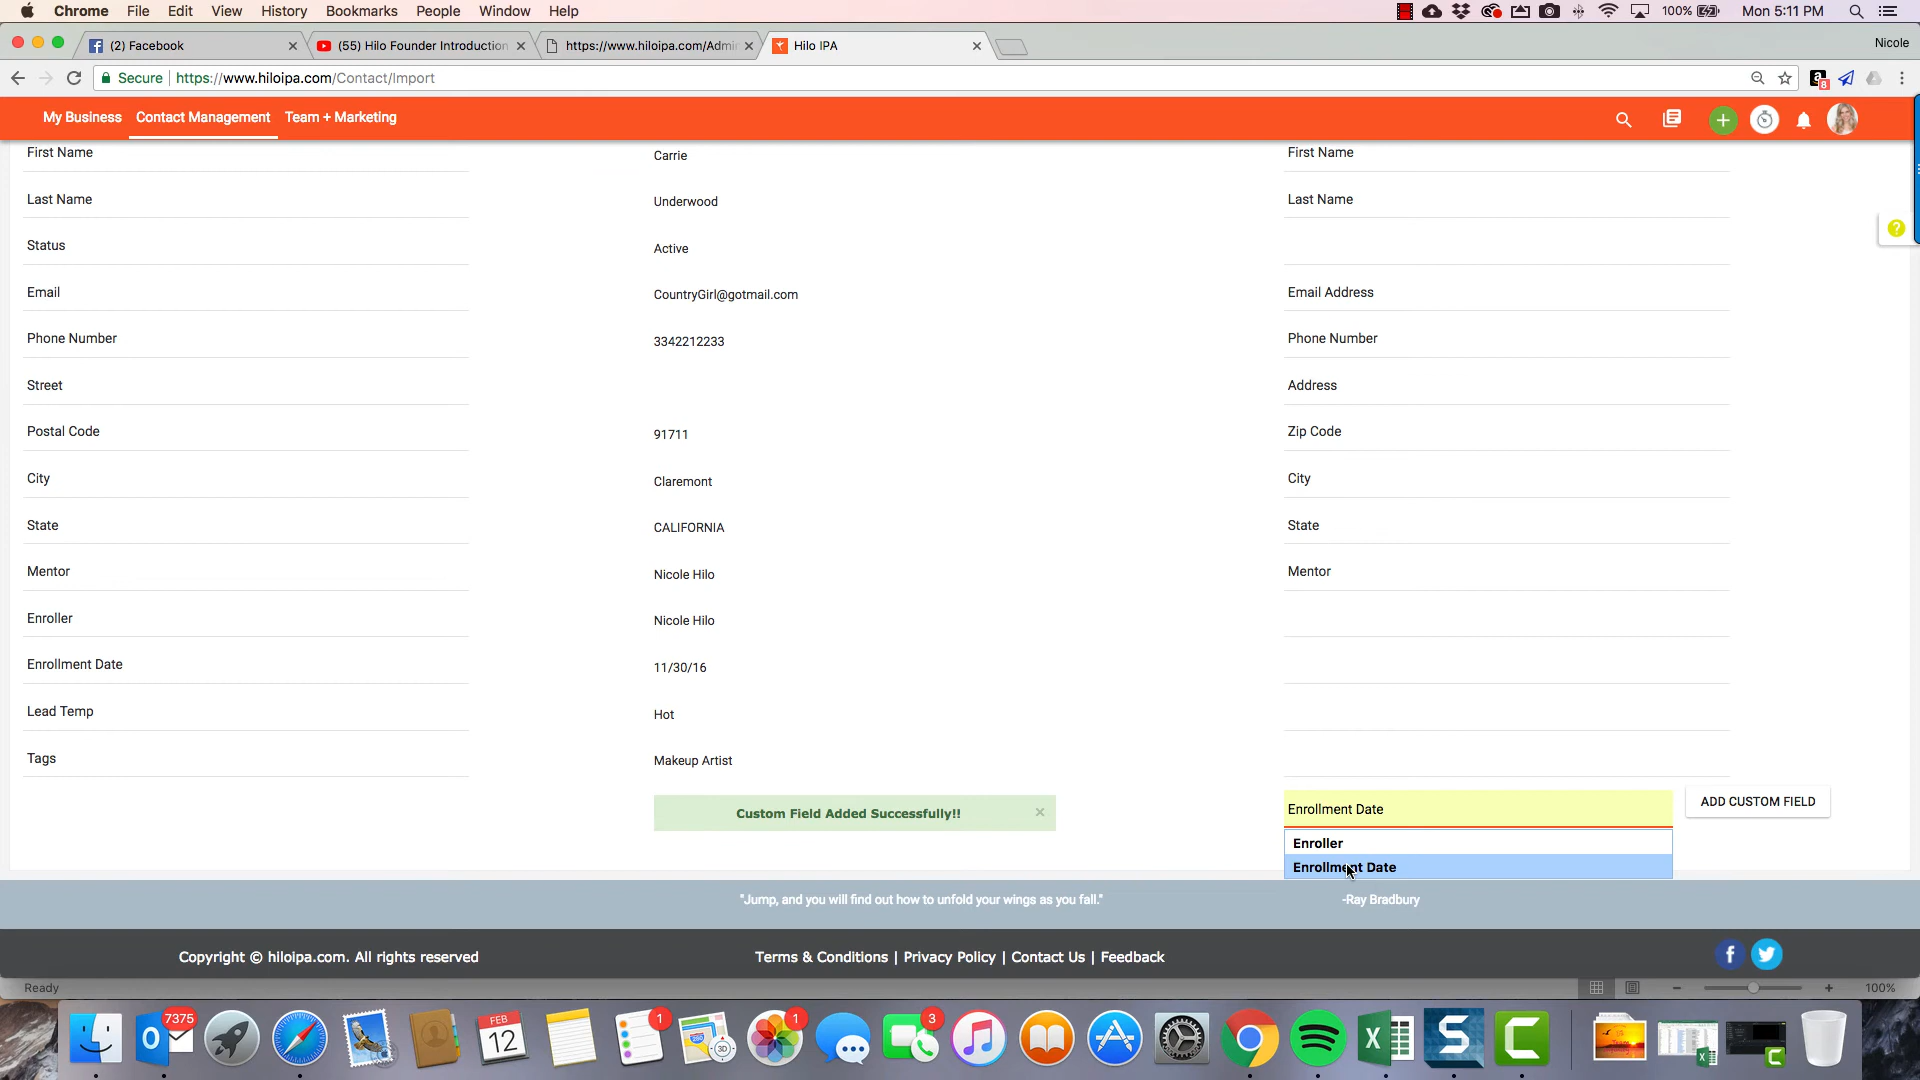 Chrome File Edit View History Bookmarks People Window Help 100% Mon 5:11 PM
(2) Facebook (55) Hilo Founder Introduction https://www.hiloipa.com/Admin Hilo IPA Nicole
Secure https://www.hiloipa.com/Contact/Import 8
My Business Contact Management Team + Marketing
First Name Carrie First Name
Last Name Underwood Last Name
?
Status Active
Email CountryGirl@gotmail.com Email Address
Phone Number 3342212233 Phone Number
Street Address
Postal Code 91711 Zip Code
City Claremont City
State CALIFORNIA State
Mentor Nicole Hilo Mentor
Enroller Nicole Hilo
Enrollment Date 11/30/16
Lead Temp Hot
Tags Makeup Artist
Custom Field Added Successfully!! × Enrollment Date ADD CUSTOM FIELD
Enroller
Enrollment Date
"Jump, and you will find out how to unfold your wings as you fall." -Ray Bradbury
Copyright © hiloipa.com. All rights reserved Terms & Conditions | Privacy Policy | Contact Us | Feedback
Ready 100%
7375 FEB 12 1 1 3